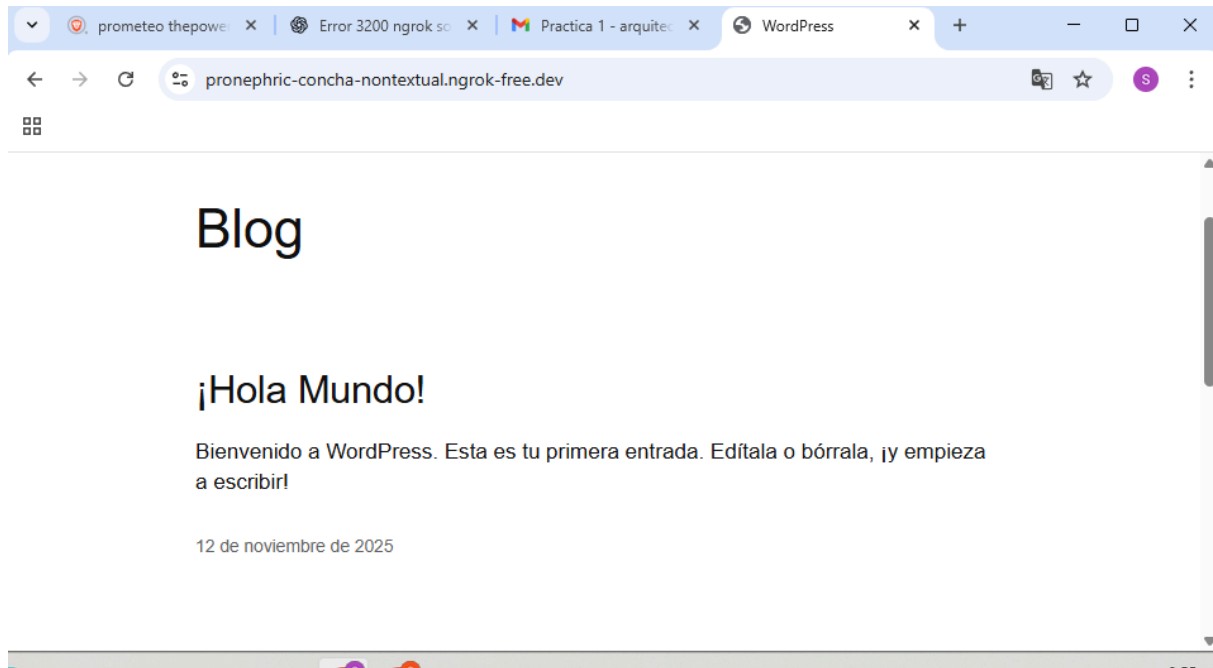 prometeo thepower
Error 3200 ngrok so
Practica 1 - arquitec
WordPress
pronephric-concha-nontextual.ngrok-free.dev
S
Blog
¡Hola Mundo!
Bienvenido a WordPress. Esta es tu primera entrada. Edítala o bórrala, ¡y empieza
a escribir!
12 de noviembre de 2025